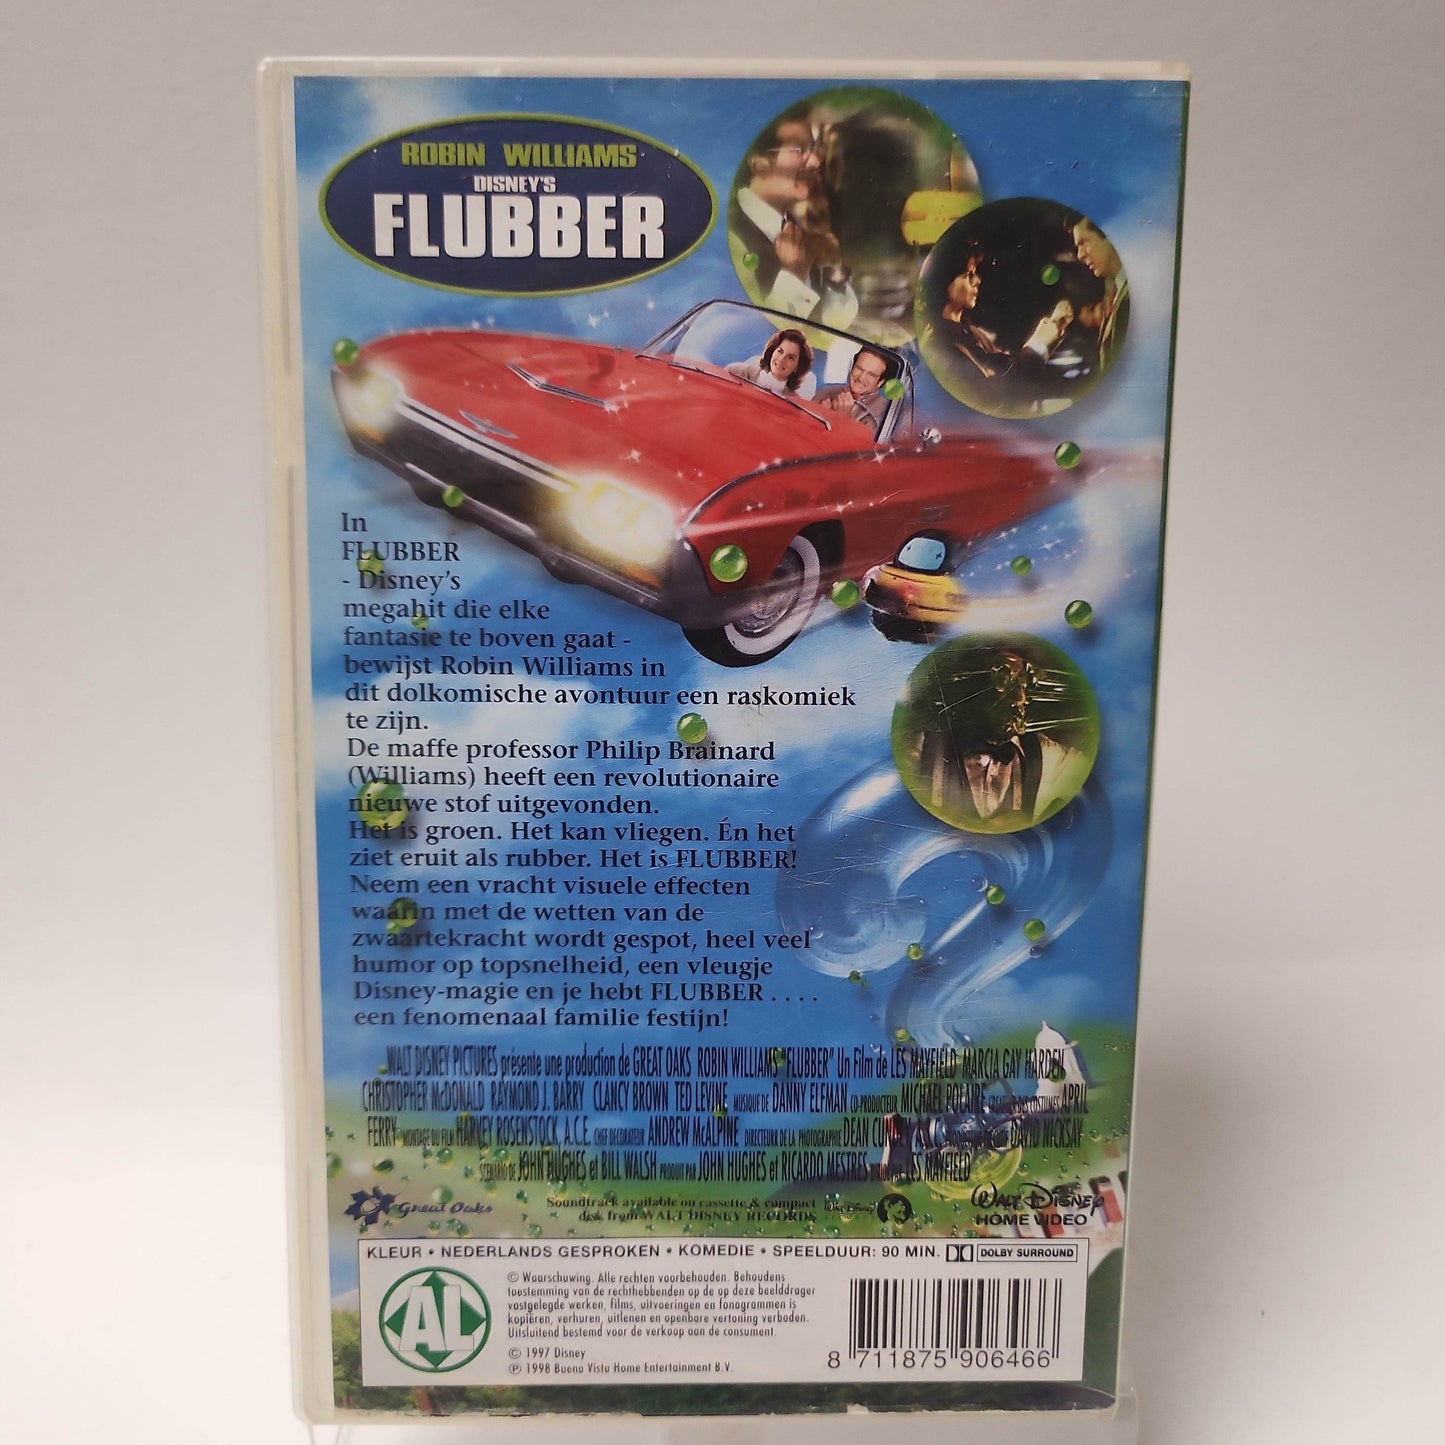 ROBIN WILLIAMS
DISNEY'S
FLUBBER
In
FLUBBER
- Disney's
megahit die elke
fantasie te boven gaat -
bewijst Robin Williams in
dit dolkomische avontuur een raskomiek
te zijn.
De maffe professor Philip Brainard
(Williams) heeft een revolutionaire
nieuwe stof uitgevonden.
Het is groen. Het kan vliegen. Én het
ziet eruit als rubber. Het is FLUBBER!
Neem een vracht visuele effecten
waarin met de wetten van de
zwaartekracht wordt gespot, heel veel
humor op topsnelheid, een vleugje
Disney-magie en je hebt FLUBBER . . . .
een fenomenaal familie festijn!
WALT DISNEY PICTURES présente une production de GREAT OAKS ROBIN WILLIAMS "FLUBBER" Un Film de LES MAYFIELD MARCIA GAY HARDEN
CHRISTOPHER McDONALD RAYMOND J. BARRY CLANCY BROWN TED LEVINE MUSIQUE DE DANNY ELFMAN CO-PRODUCTEUR MICHAEL POLAIRE CREATION DES COSTUMES APRIL
FERRY MONTAGE DU FILM HARVEY ROSENSTOCK, A.C.E. CHEF DECORATEUR ANDREW McALPINE DIRECTEUR DE LA PHOTOGRAPHIE DEAN CUNDEY, A.S.C. DAVID NICKSAY
SCENARIO DE JOHN HUGHES et BILL WALSH PRODUIT PAR JOHN HUGHES et RICARDO MESTRES DIRIGÉ PAR LES MAYFIELD
Great Oaks
Soundtrack available on cassette & compact
disk from WALT DISNEY RECORDS
Walt Disney
WALT DISNEY
HOME VIDEO
KLEUR • NEDERLANDS GESPROKEN • KOMEDIE • SPEELDUUR: 90 MIN. DOLBY SURROUND
AL
© Waarschuwing. Alle rechten voorbehouden. Behoudens
toestemming van de rechthebbenden op de op deze beelddrager
vastgelegde werken, films, uitvoeringen en fonogrammen is
kopiëren, verhuren, uitlenen en openbare vertoning verboden.
Uitsluitend bestemd voor de verkoop aan de consument.
© 1997 Disney
℗ 1998 Buena Vista Home Entertainment B.V.
8 711875 906466